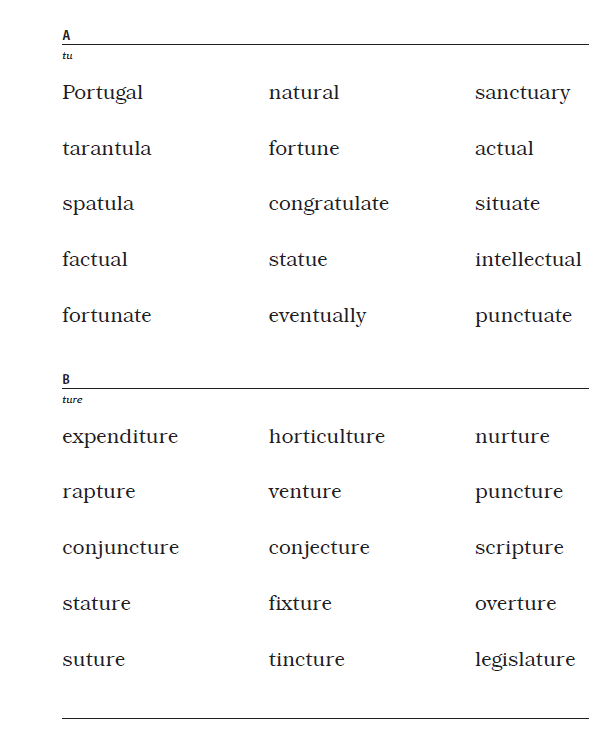 A
tu
Portugal natural sanctuary
tarantula fortune actual
spatula congratulate situate
factual statue intellectual
fortunate eventually punctuate
B
ture
expenditure horticulture nurture
rapture venture puncture
conjuncture conjecture scripture
stature fixture overture
suture tincture legislature